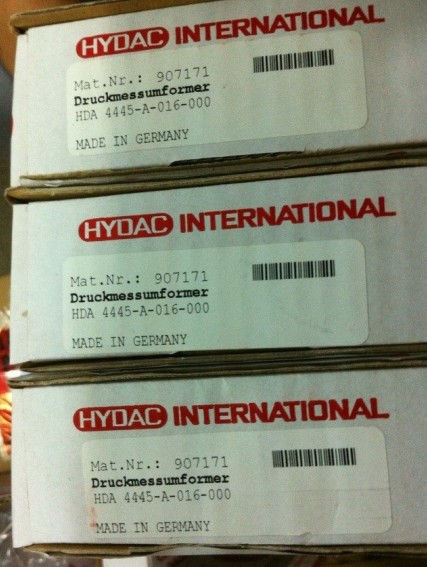 HYDAC INTERNATIONAL
Mat.Nr.: 907171
Druckmessumformer
HDA 4445-A-016-000
MADE IN GERMANY
HYDAC INTERNATIONAL
Mat.Nr.: 907171
Druckmessumformer
HDA 4445-A-016-000
MADE IN GERMANY
HYDAC INTERNATIONAL
Mat.Nr.: 907171
Druckmessumformer
HDA 4445-A-016-000
MADE IN GERMANY